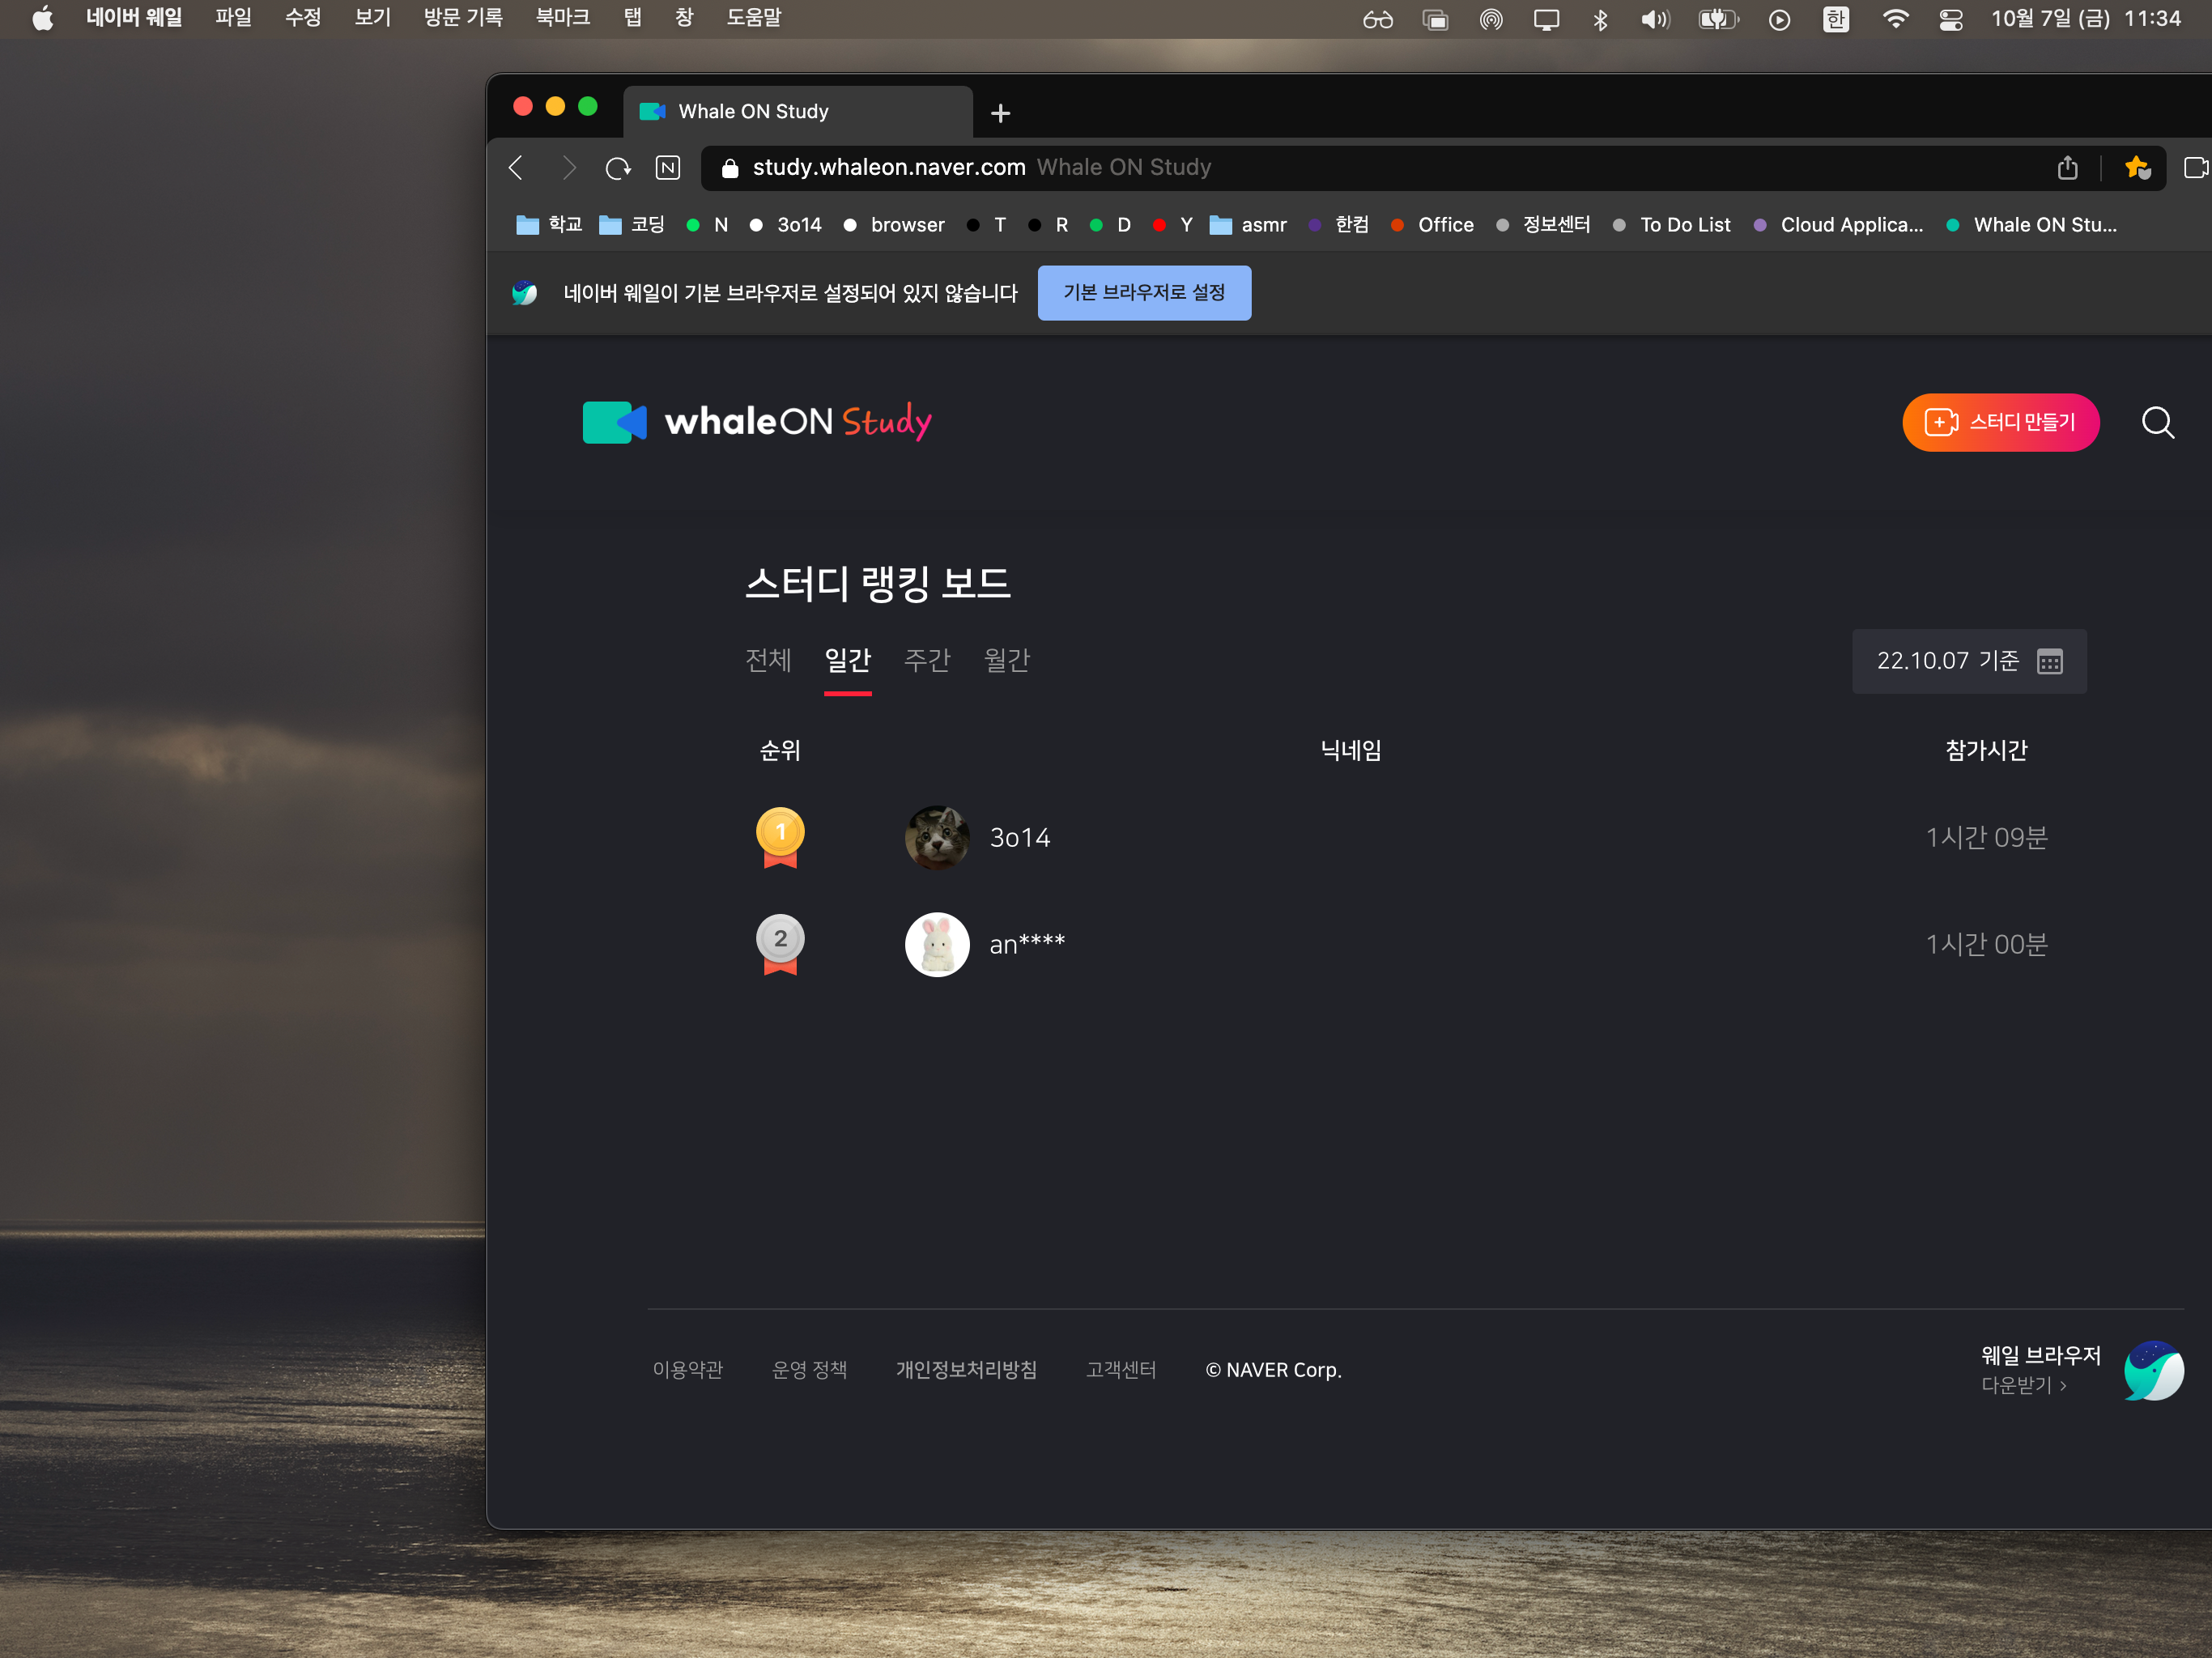 네이버 웨일 파일 수정 보기 방문 기록 북마크 탭 창 도움말 한 10월 7일 (금) 11:34
Whale ON Study
N study.whaleon.naver.com Whale ON Study
학교 코딩 N 3o14 browser T R D Y asmr 한컴 Office 정보센터 To Do List Cloud Applica... Whale ON Stu...
네이버 웨일이 기본 브라우저로 설정되어 있지 않습니다 기본 브라우저로 설정
whaleON Study 스터디 만들기
스터디 랭킹 보드
전체 일간 주간 월간 22.10.07 기준
순위 닉네임 참가시간
1 3o14 1시간 09분
2 an**** 1시간 00분
이용약관 운영 정책 개인정보처리방침 고객센터 © NAVER Corp. 웨일 브라우저
다운받기 >